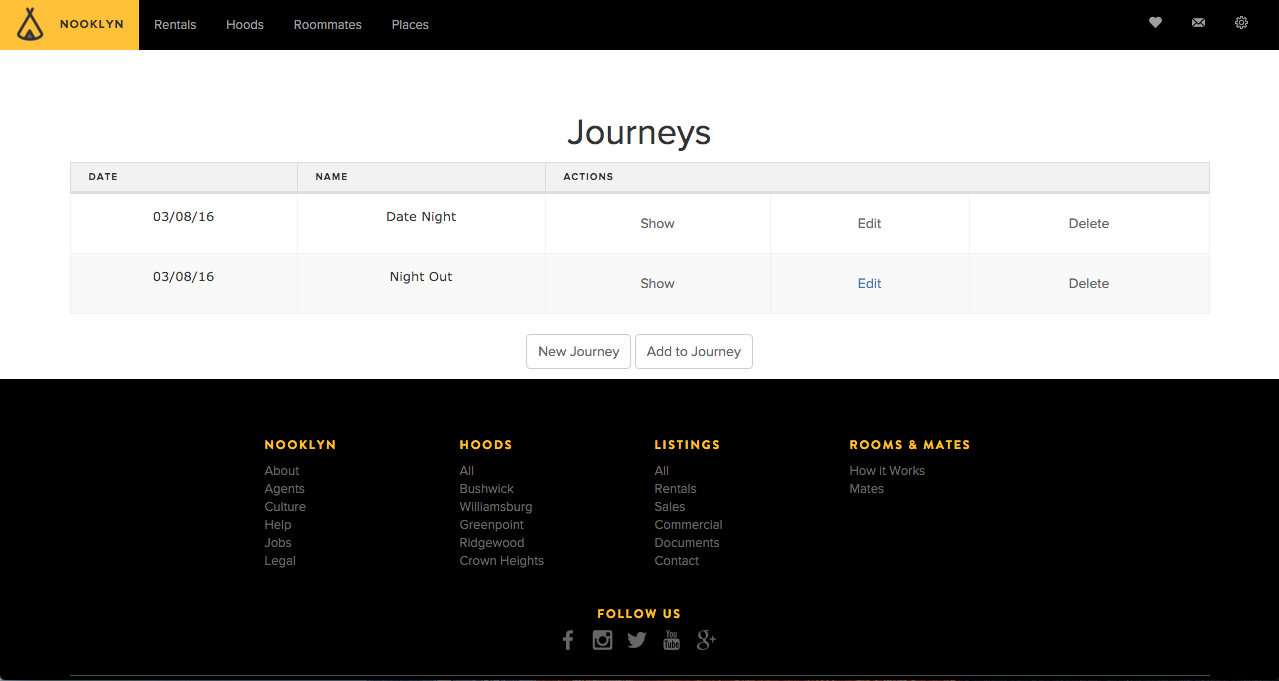 NOOKLYN Rentals Hoods Roommates Places
Journeys
DATE NAME ACTIONS
03/08/16 Date Night Show Edit Delete
03/08/16 Night Out Show Edit Delete
New Journey Add to Journey
NOOKLYN HOODS LISTINGS ROOMS & MATES
About All All How it Works
Agents Bushwick Rentals Mates
Culture Williamsburg Sales
Help Greenpoint Commercial
Jobs Ridgewood Documents
Legal Crown Heights Contact
FOLLOW US
You Tube g+